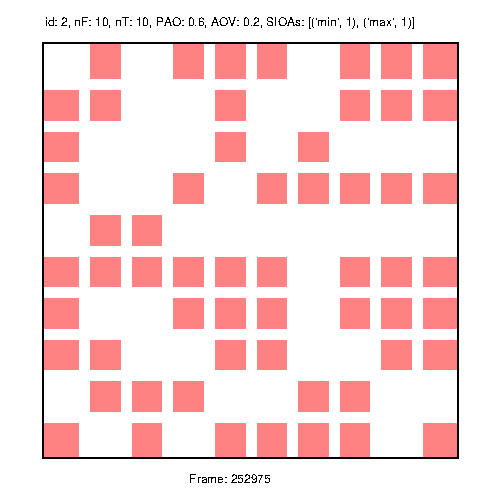 id: 2, nF: 10, nT: 10, PAO: 0.6, AOV: 0.2, SIOAs: [('min', 1), ('max', 1)]
Frame: 252975